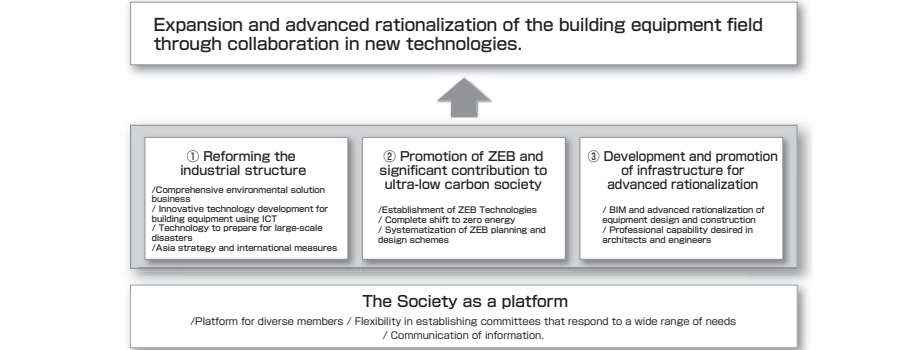 Expansion and advanced rationalization of the building equipment field
through collaboration in new technologies.
① Reforming the
industrial structure
/Comprehensive environmental solution
business
/ Innovative technology development for
building equipment using ICT
/ Technology to prepare for large-scale
disasters
/Asia strategy and international measures
② Promotion of ZEB and
significant contribution to
ultra-low carbon society
/Establishment of ZEB Technologies
/ Complete shift to zero energy
/ Systematization of ZEB planning and
design schemes
③ Development and promotion
of infrastructure for
advanced rationalization
/ BIM and advanced rationalization of
equipment design and construction
/ Professional capability desired in
architects and engineers
The Society as a platform
/Platform for diverse members / Flexibility in establishing committees that respond to a wide range of needs
/ Communication of information.